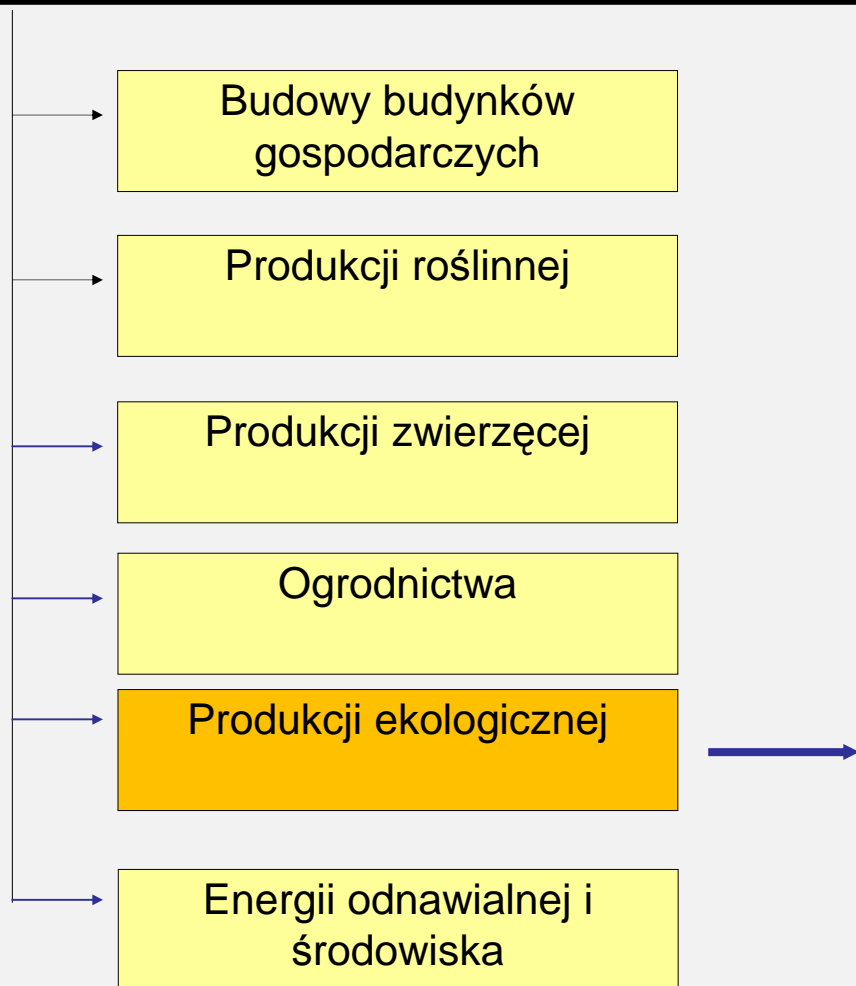 Budowy budynków
gospodarczych
Produkcji roślinnej
Produkcji zwierzęcej
Ogrodnictwa
Produkcji ekologicznej
Energii odnawialnej i
środowiska